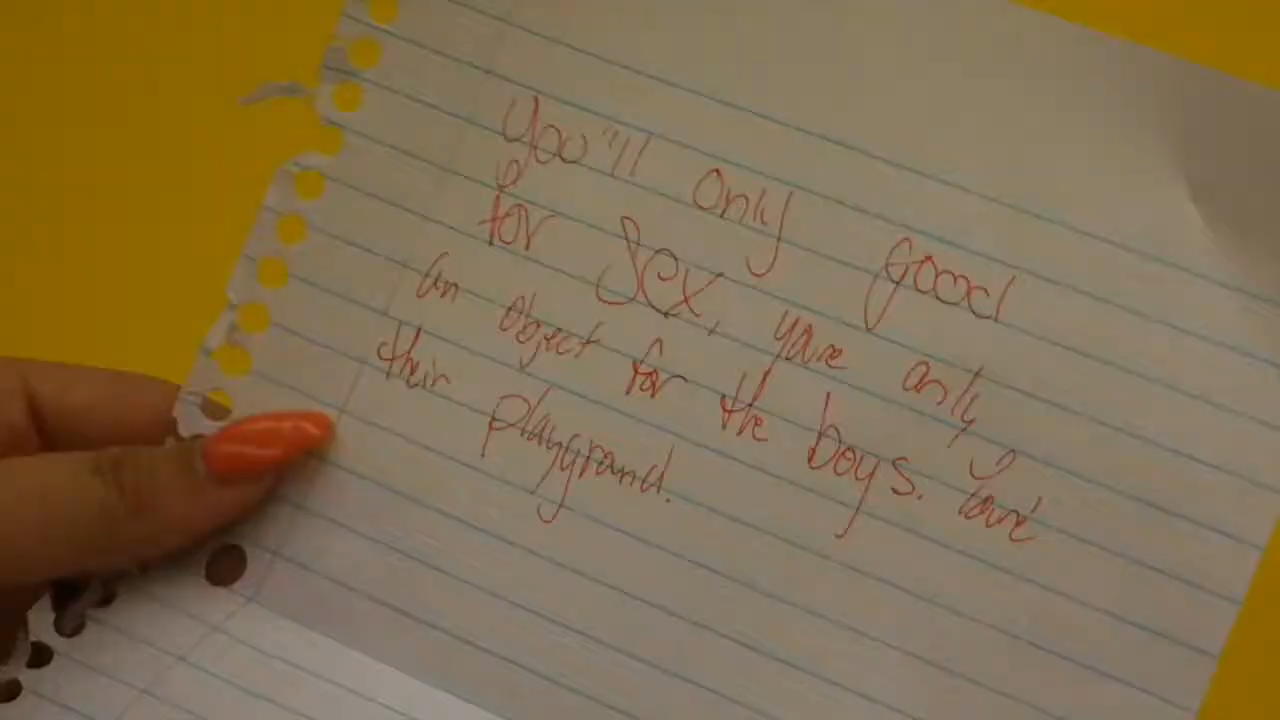 you'll only good
for Sex, you're only
an object for the boys. You're
their playground.